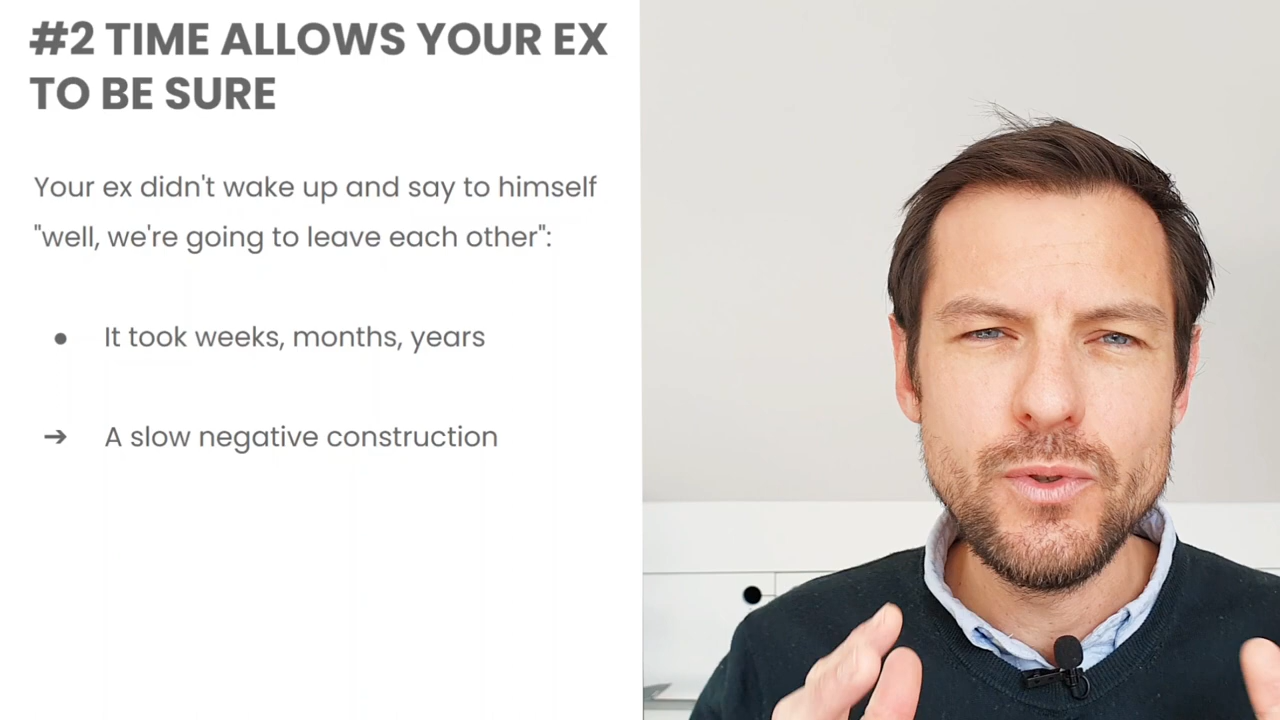 #2 TIME ALLOWS YOUR EX
TO BE SURE
Your ex didn't wake up and say to himself
"well, we're going to leave each other":
● It took weeks, months, years
➔ A slow negative construction